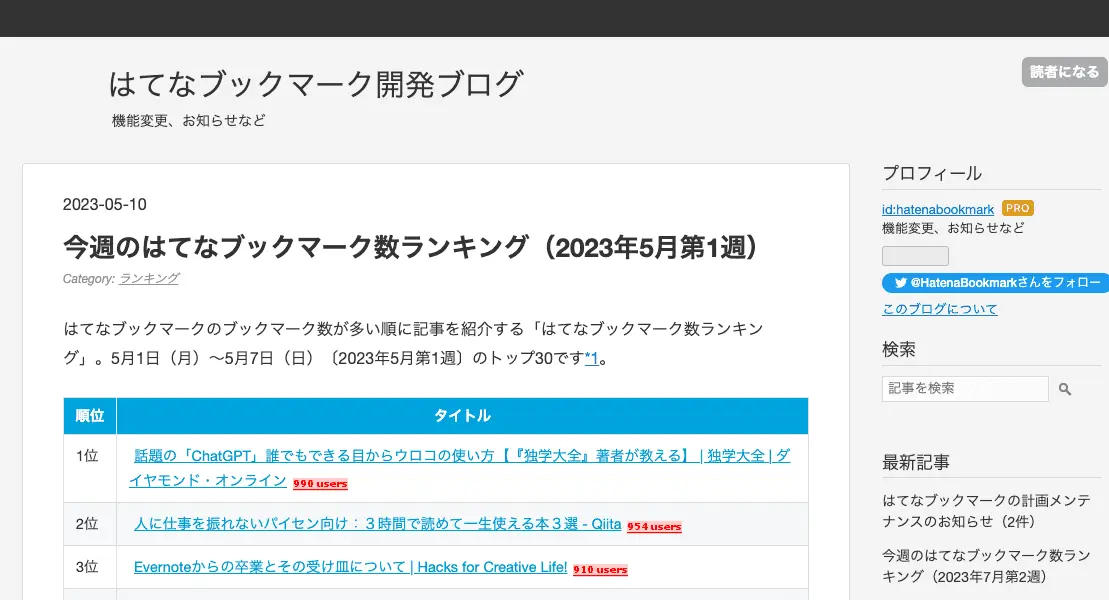 はてなブックマーク開発ブログ
機能変更、お知らせなど
読者になる
2023-05-10
今週のはてなブックマーク数ランキング（2023年5月第1週）
Category: ランキング
はてなブックマークのブックマーク数が多い順に記事を紹介する「はてなブックマーク数ランキン
グ」。5月1日（月）〜5月7日（日）〔2023年5月第1週〕のトップ30です*1。
順位 タイトル
1位 話題の「ChatGPT」誰でもできる目からウロコの使い方【『独学大全』著者が教える】 | 独学大全 | ダ
イヤモンド・オンライン 990 users
2位 人に仕事を振れないパイセン向け：３時間で読めて一生使える本３選 - Qiita 954 users
3位 Evernoteからの卒業とその受け皿について | Hacks for Creative Life! 910 users
プロフィール
id:hatenabookmark PRO
機能変更、お知らせなど
@HatenaBookmarkさんをフォロー
このブログについて
検索
記事を検索
最新記事
はてなブックマークの計画メンテ
ナンスのお知らせ（2件）
今週のはてなブックマーク数ラン
キング（2023年7月第2週）